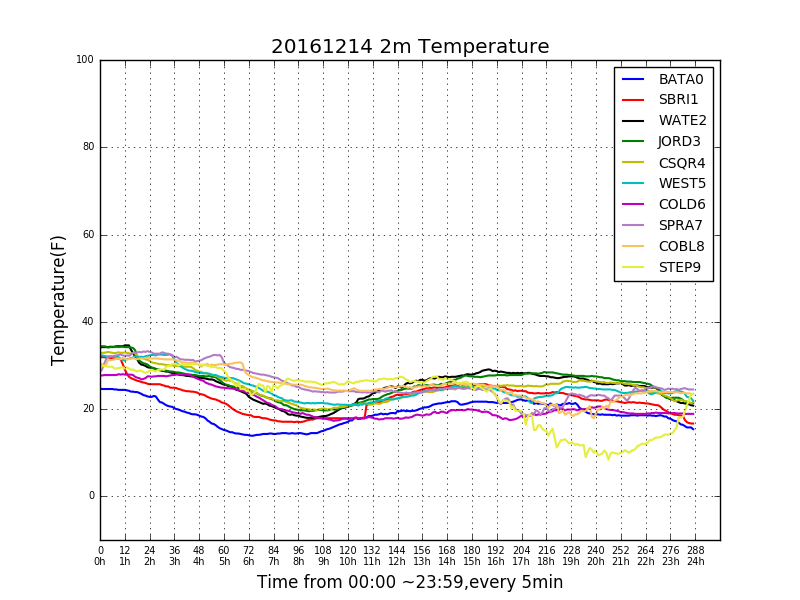 20161214 2m Temperature
100
80
60
40
20
0
Temperature(F)
BATA0
SBRI1
WATE2
JORD3
CSQR4
WEST5
COLD6
SPRA7
COBL8
STEP9
0 12 24 36 48 60 72 84 96 108 120 132 144 156 168 180 192 204 216 228 240 252 264 276 288
0h 1h 2h 3h 4h 5h 6h 7h 8h 9h 10h 11h 12h 13h 14h 15h 16h 17h 18h 19h 20h 21h 22h 23h 24h
Time from 00:00 ~23:59,every 5min